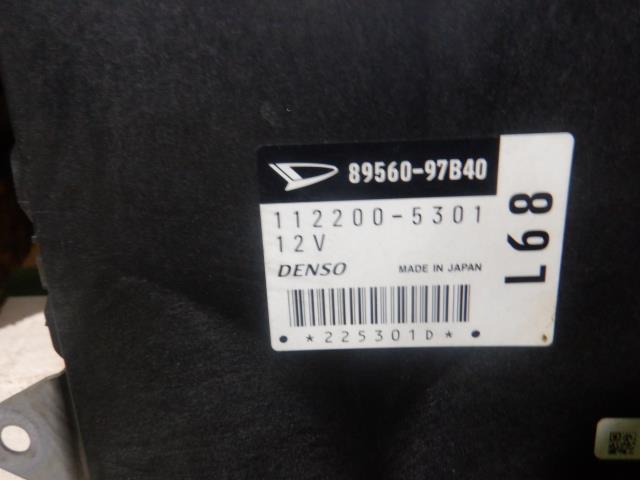 89560-97B40
112200-5301
12V
DENSO MADE IN JAPAN
*225301D*
L68